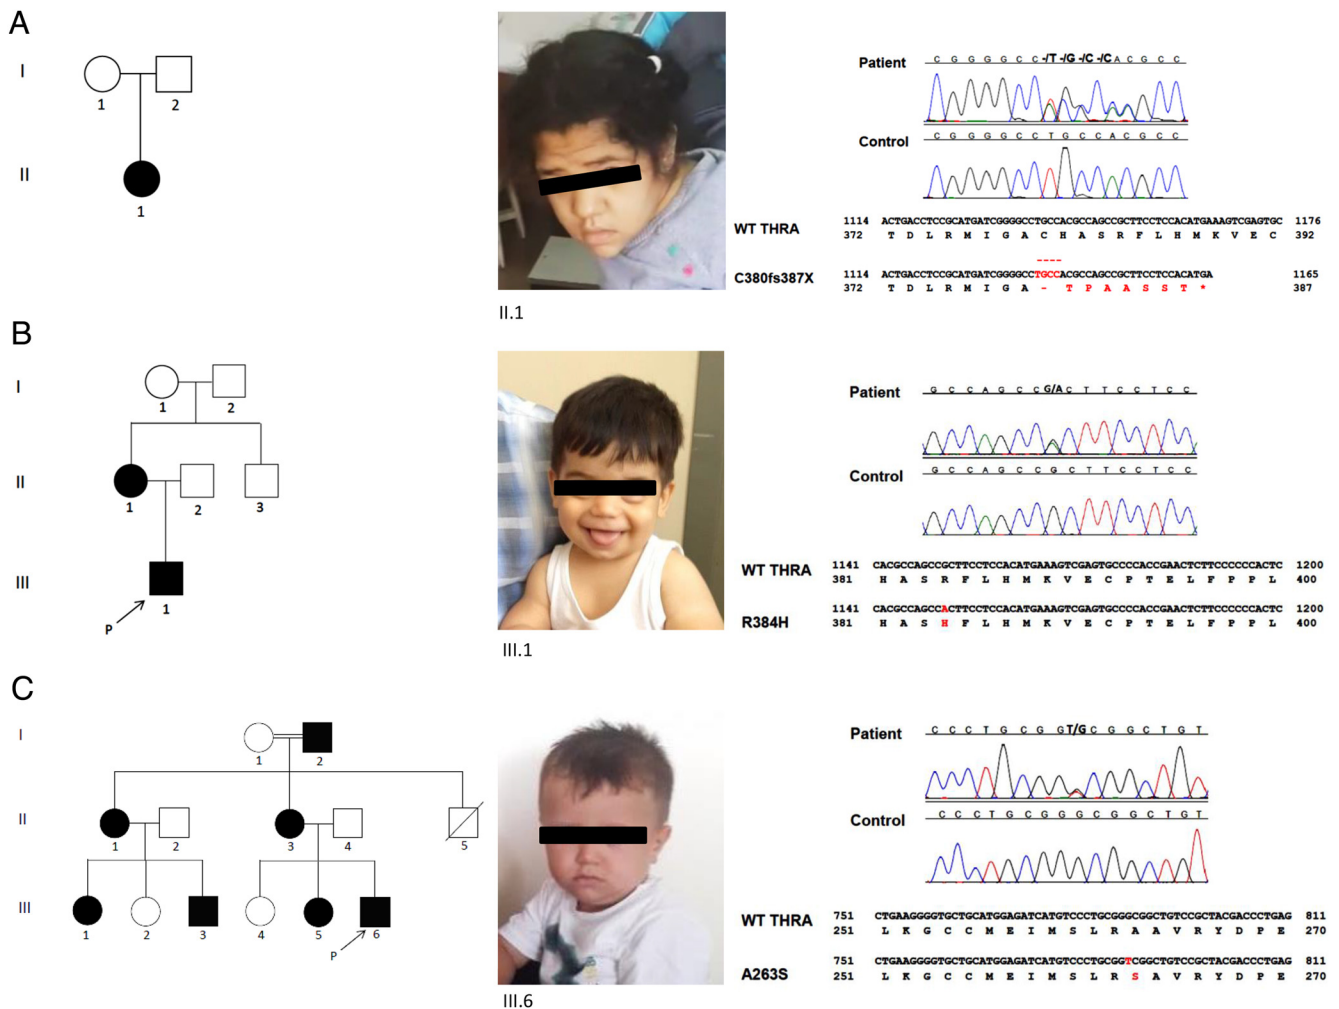 A
I
1
2
II
1
II.1
Patient
C G G G G C C -/T -/G -/C -/C A C G C C
Control
C G G G G C C T G C C A C G C C
WT THRA
1114 ACTGACCTCCGCATGATCGGGGCCTGCCACGCCAGCCGCTTCCTCCACATGAAAGTCGAGTGC 1176
372 T D L R M I G A C H A S R F L H M K V E C 392
----
C380fs387X
1114 ACTGACCTCCGCATGATCGGGGCCTGCCACGCCAGCCGCTTCCTCCACATGA 1165
372 T D L R M I G A - T P A A S S T * 387
B
I
1
2
II
1
2
3
III
1
P
III.1
Patient
G C C A G C C G/A C T T C C T C C
Control
G C C A G C C G C T T C C T C C
WT THRA
1141 CACGCCAGCCGCTTCCTCCACATGAAAGTCGAGTGCCCCACCGAACTCTTCCCCCCACTC 1200
381 H A S R F L H M K V E C P T E L F P P L 400
R384H
1141 CACGCCAGCCACTTCCTCCACATGAAAGTCGAGTGCCCCACCGAACTCTTCCCCCCACTC 1200
381 H A S H F L H M K V E C P T E L F P P L 400
C
I
1
2
II
1
2
3
4
5
III
1
2
3
4
5
6
P
III.6
Patient
C C C T G C G G T/G C G G C T G T
Control
C C C T G C G G G C G G C T G T
WT THRA
751 CTGAAGGGGTGCTGCATGGAGATCATGTCCCTGCGGGCGGCTGTCCGCTACGACCCTGAG 811
251 L K G C C M E I M S L R A A V R Y D P E 270
A263S
751 CTGAAGGGGTGCTGCATGGAGATCATGTCCCTGCGGTCGGCTGTCCGCTACGACCCTGAG 811
251 L K G C C M E I M S L R S A V R Y D P E 270